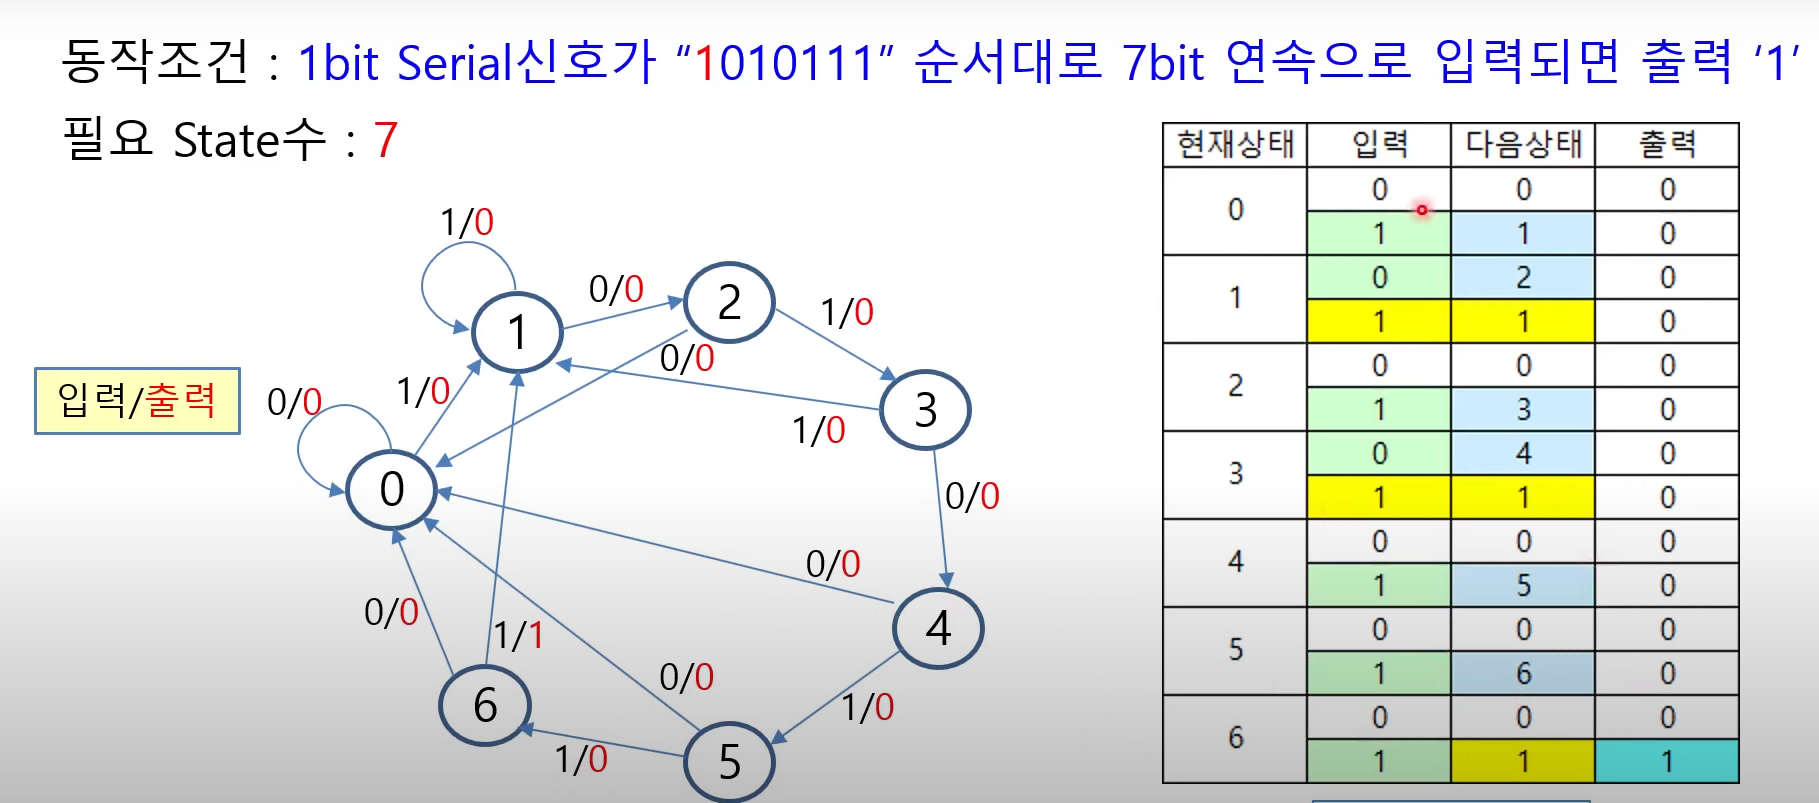 동작조건 : 1bit Serial신호가 “1010111” 순서대로 7bit 연속으로 입력되면 출력 ‘1’
필요 State수 : 7
입력/출력
1/0
0/0
1/0
0/0
1/0
0/0
1/0
0/0
0/0
0/0
1/1
0/0
1/0
1/0
0
1
2
3
4
5
6
현재상태 입력 다음상태 출력
0 0 0 0
1 1 0
1 0 2 0
1 1 0
2 0 0 0
1 3 0
3 0 4 0
1 1 0
4 0 0 0
1 5 0
5 0 0 0
1 6 0
6 0 0 0
1 1 1